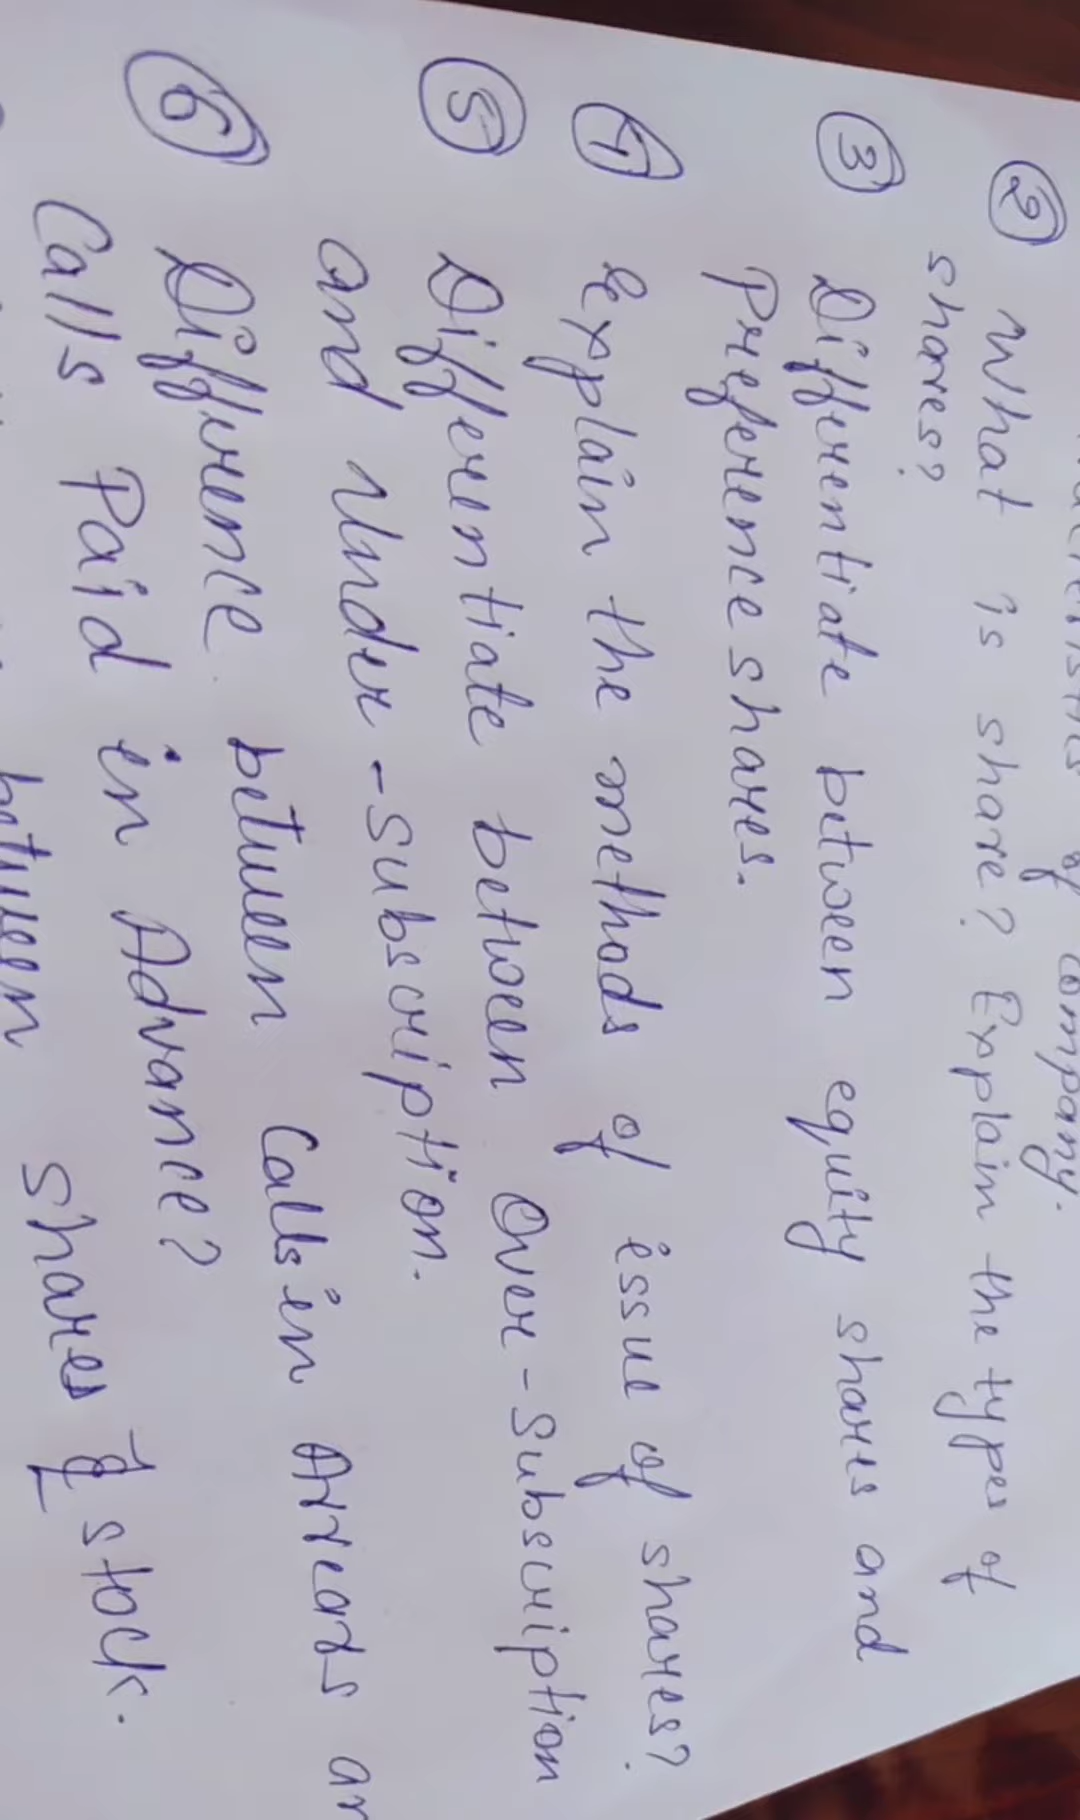 of company.
② What is share? Explain the types of
shares?
③ Differentiate between equity shares and
Preference shares.
④ Explain the methods of issue of shares?
⑤ Differentiate between Over-Subscription
and Under-Subscription.
⑥ Difference between Calls in Arrears
Calls Paid in Advance?
between shares & stock.